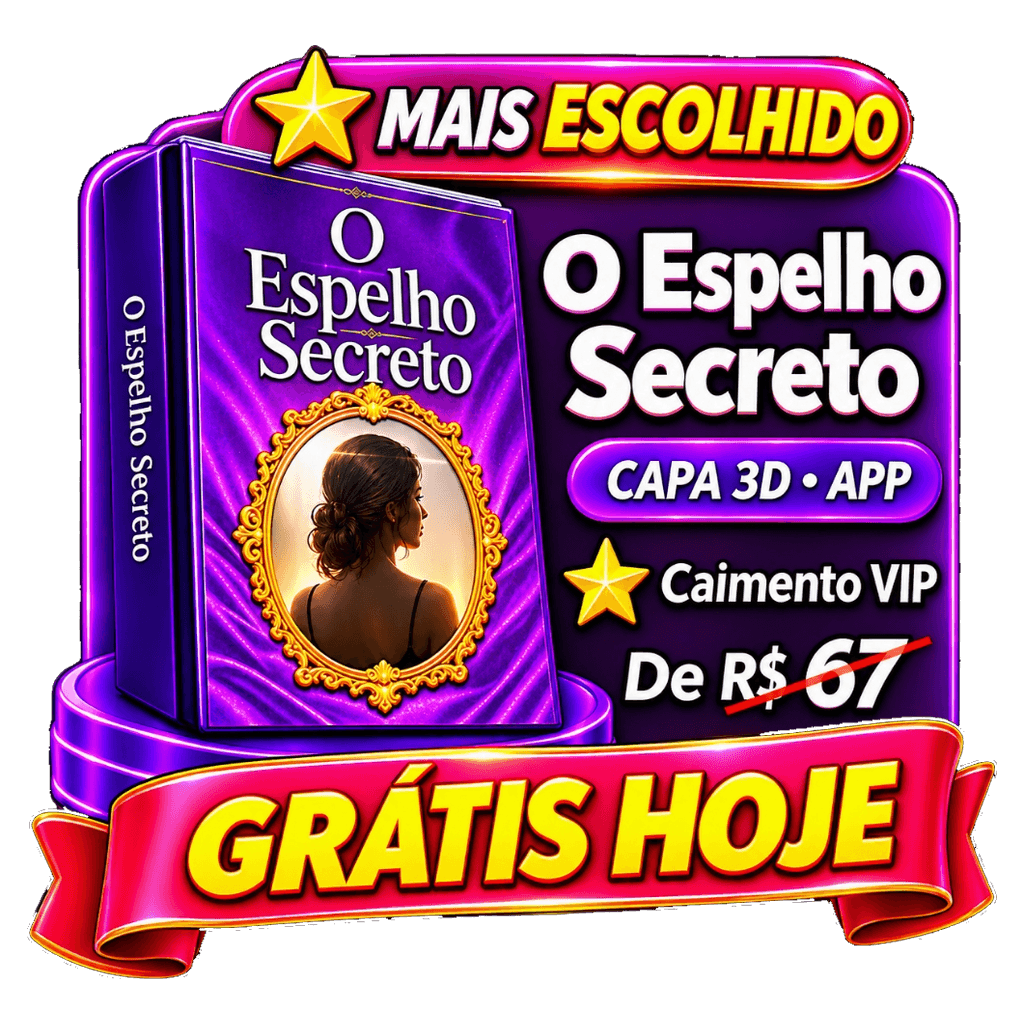 MAIS ESCOLHIDO
O
Espelho
Secreto
O Espelho Secreto
O Espelho
Secreto
CAPA 3D • APP
Caimento VIP
De R$ 67
GRÁTIS HOJE